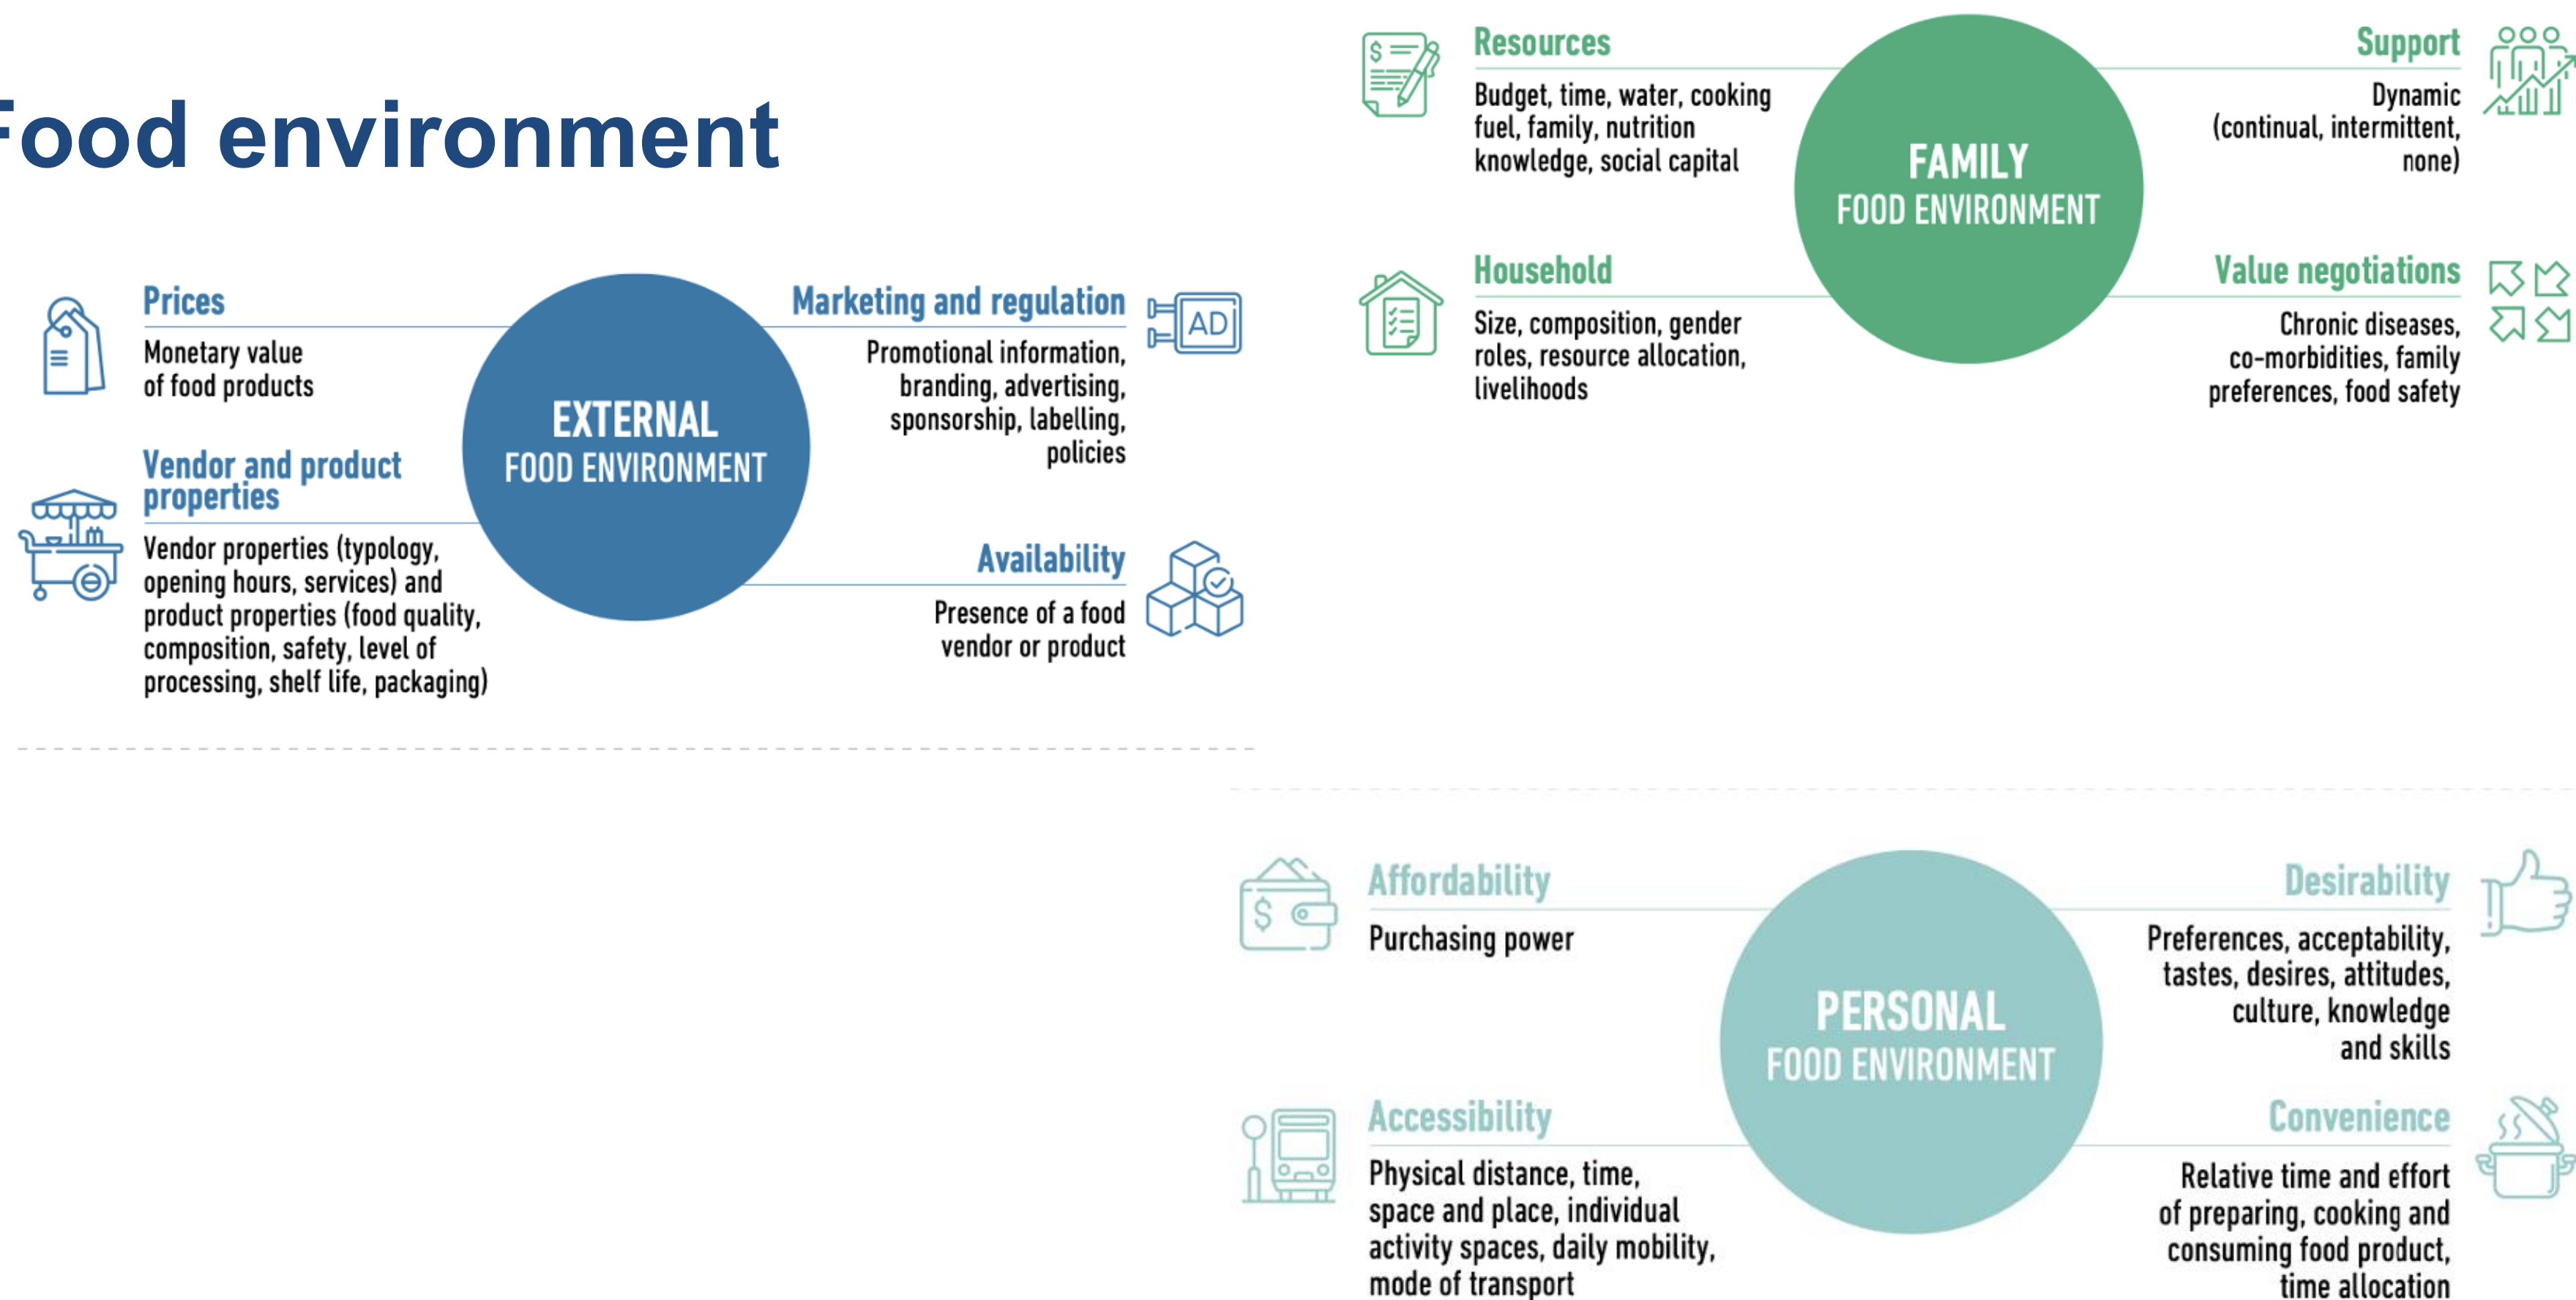 Food environment
Prices
Monetary value
of food products
Vendor and product
properties
Vendor properties (typology,
opening hours, services) and
product properties (food quality,
composition, safety, level of
processing, shelf life, packaging)
EXTERNAL
FOOD ENVIRONMENT
Marketing and regulation
AD
Promotional information,
branding, advertising,
sponsorship, labelling,
policies
Availability
Presence of a food
vendor or product
$
Resources
Budget, time, water, cooking
fuel, family, nutrition
knowledge, social capital
Household
Size, composition, gender
roles, resource allocation,
livelihoods
FAMILY
FOOD ENVIRONMENT
Support
Dynamic
(continual, intermittent,
none)
Value negotiations
Chronic diseases,
co-morbidities, family
preferences, food safety
$
Affordability
Purchasing power
Accessibility
Physical distance, time,
space and place, individual
activity spaces, daily mobility,
mode of transport
PERSONAL
FOOD ENVIRONMENT
Desirability
Preferences, acceptability,
tastes, desires, attitudes,
culture, knowledge
and skills
Convenience
Relative time and effort
of preparing, cooking and
consuming food product,
time allocation